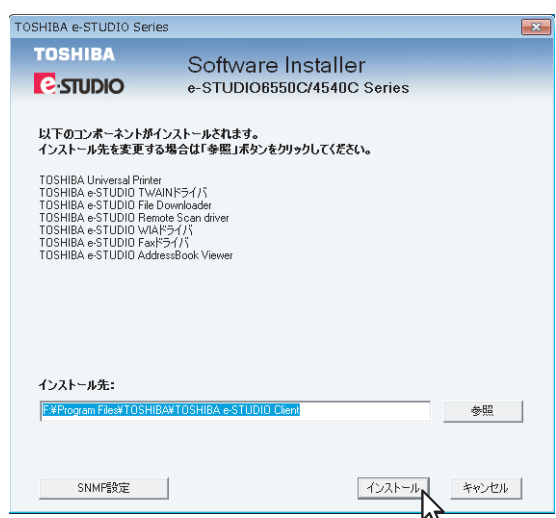 TOSHIBA e-STUDIO Series
TOSHIBA
e-STUDIO
Software Installer
e-STUDIO6550C/4540C Series
以下のコンポーネントがインストールされます。
インストール先を変更する場合は「参照」ボタンをクリックしてください。
TOSHIBA Universal Printer
TOSHIBA e-STUDIO TWAINドライバ
TOSHIBA e-STUDIO File Downloader
TOSHIBA e-STUDIO Remote Scan driver
TOSHIBA e-STUDIO WIAドライバ
TOSHIBA e-STUDIO Faxドライバ
TOSHIBA e-STUDIO AddressBook Viewer
インストール先:
F:¥Program Files¥TOSHIBA¥TOSHIBA e-STUDIO Client
参照
SNMP設定
インストール
キャンセル